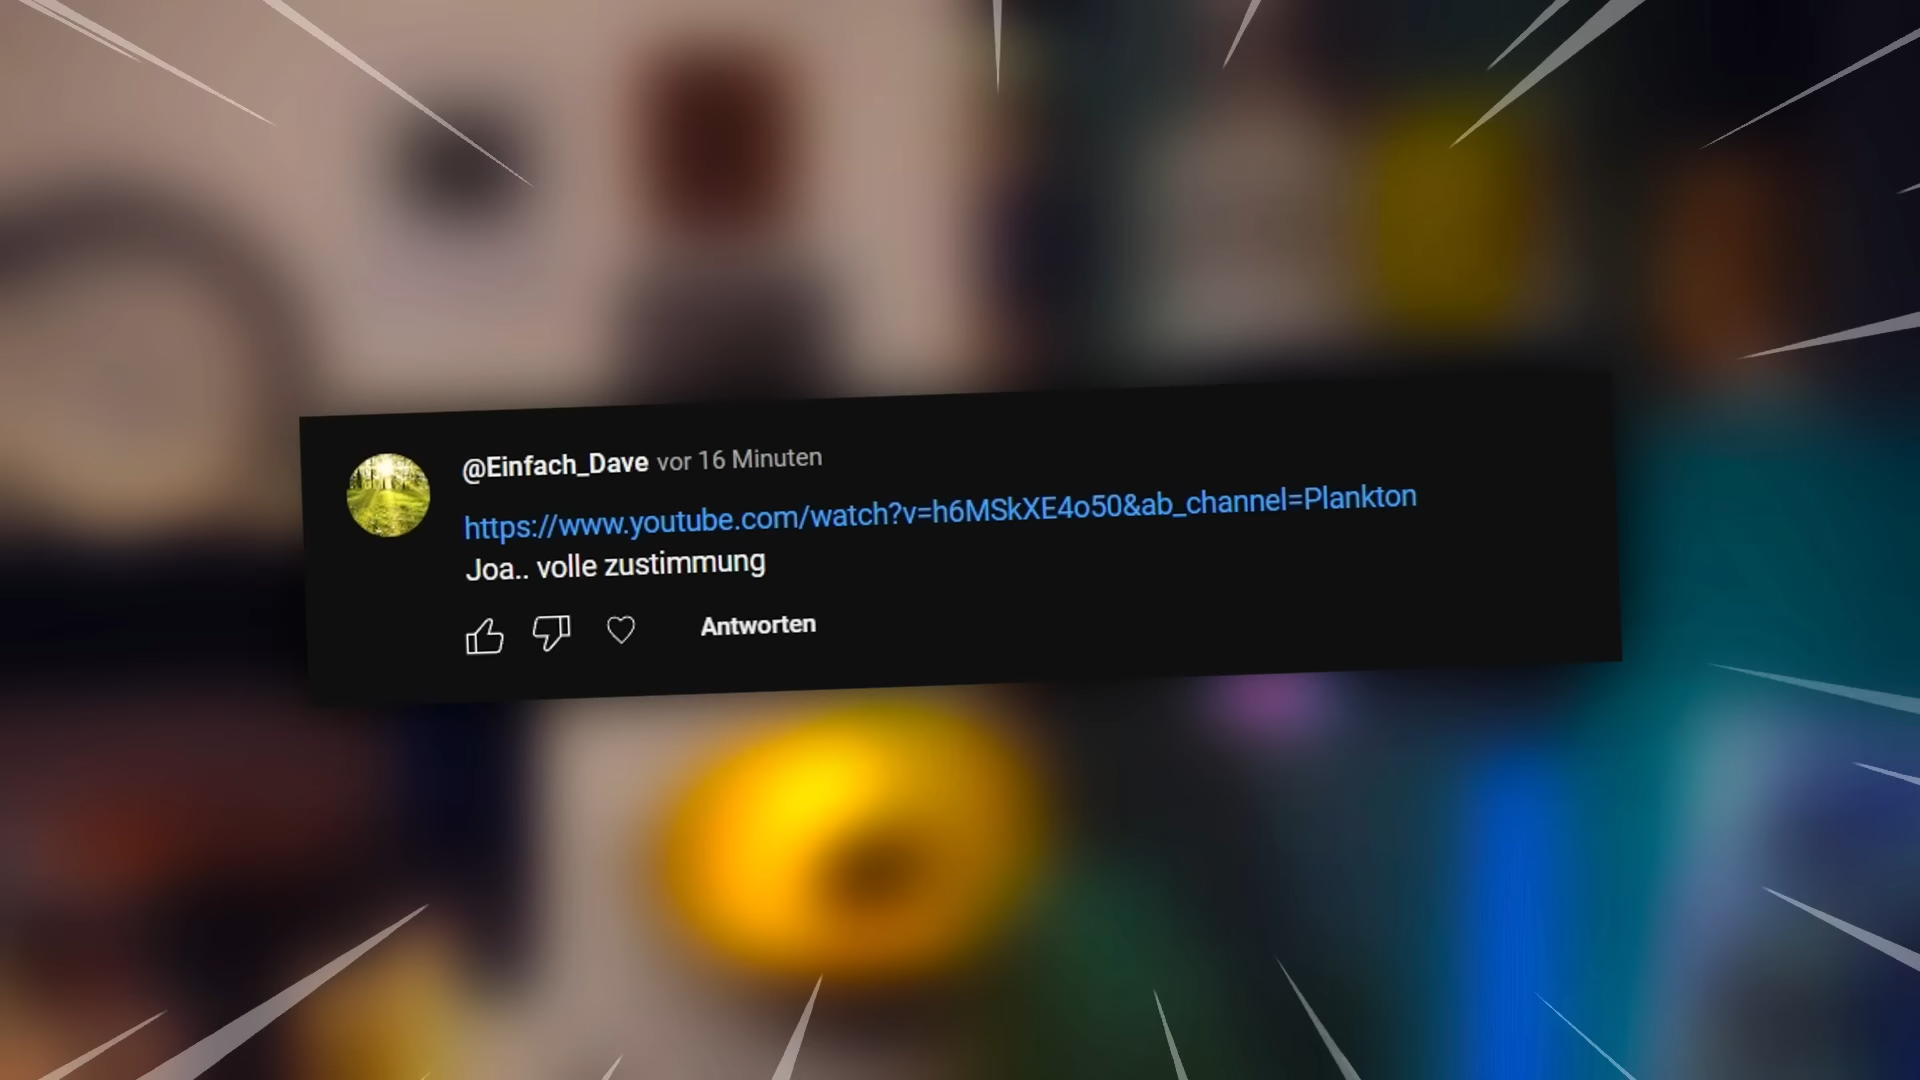 @Einfach_Dave vor 16 Minuten
https://www.youtube.com/watch?v=h6MSkXE4o50&ab_channel=Plankton
Joa.. volle zustimmung
Antworten